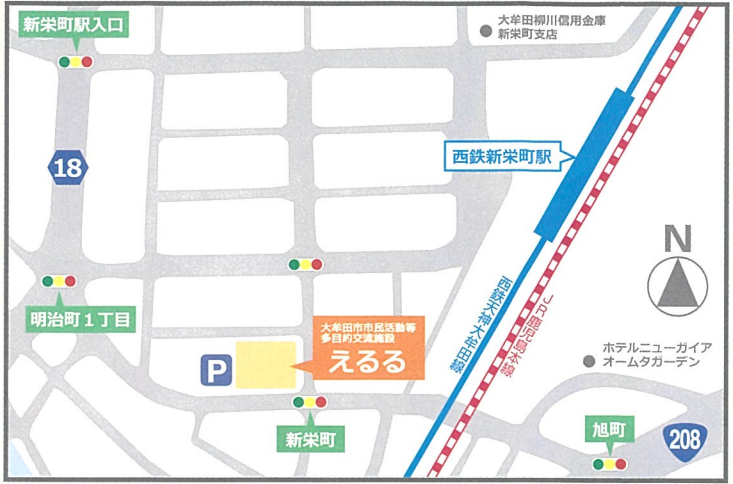 新栄町駅入口
大牟田柳川信用金庫
新栄町支店
18
西鉄新栄町駅
N
明治町1丁目
大牟田市市民活動等
多目的交流施設
えるる
P
西鉄天神大牟田線
JR鹿児島本線
ホテルニューガイア
オームタガーデン
新栄町
旭町
208